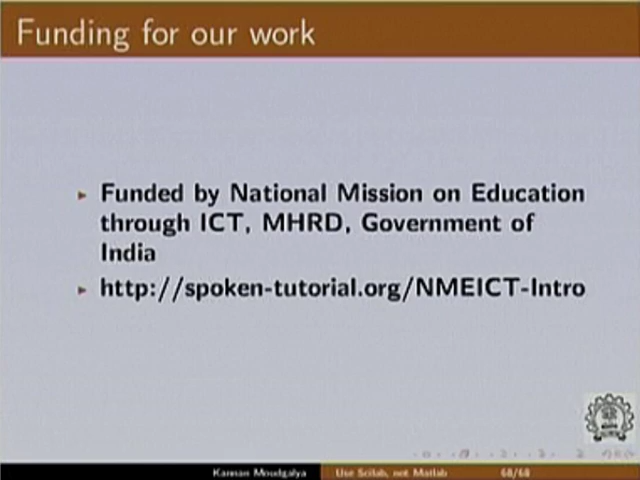 Funding for our work
Funded by National Mission on Education
through ICT, MHRD, Government of
India
http://spoken-tutorial.org/NMEICT-Intro
Kannan Moudgalya Use Scilab, not Matlab 68/68